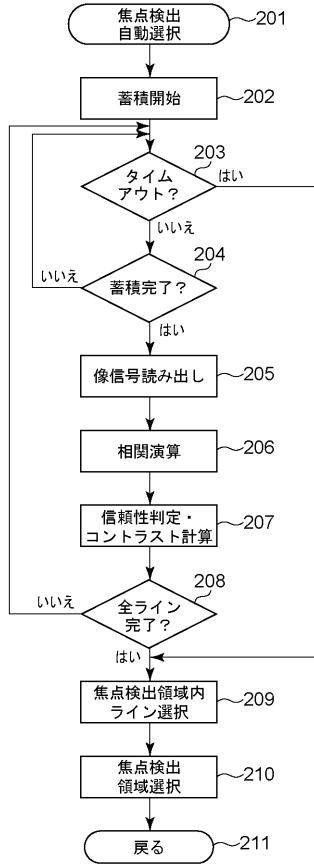 焦点検出
自動選択
201
蓄積開始
202
203
タイム
アウト？
はい
いいえ
204
いいえ
蓄積完了？
はい
像信号読み出し
205
相関演算
206
信頼性判定・
コントラスト計算
207
208
いいえ
全ライン
完了？
はい
焦点検出領域内
ライン選択
209
焦点検出
領域選択
210
戻る
211